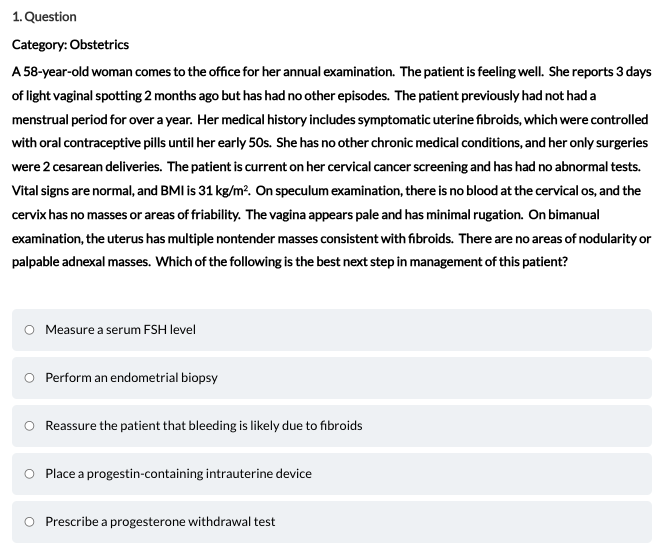 1. Question
Category: Obstetrics
A 58-year-old woman comes to the office for her annual examination. The patient is feeling well. She reports 3 days
of light vaginal spotting 2 months ago but has had no other episodes. The patient previously had not had a
menstrual period for over a year. Her medical history includes symptomatic uterine fibroids, which were controlled
with oral contraceptive pills until her early 50s. She has no other chronic medical conditions, and her only surgeries
were 2 cesarean deliveries. The patient is current on her cervical cancer screening and has had no abnormal tests.
Vital signs are normal, and BMI is 31 kg/m². On speculum examination, there is no blood at the cervical os, and the
cervix has no masses or areas of friability. The vagina appears pale and has minimal rugation. On bimanual
examination, the uterus has multiple nontender masses consistent with fibroids. There are no areas of nodularity or
palpable adnexal masses. Which of the following is the best next step in management of this patient?
Measure a serum FSH level
Perform an endometrial biopsy
Reassure the patient that bleeding is likely due to fibroids
Place a progestin-containing intrauterine device
Prescribe a progesterone withdrawal test